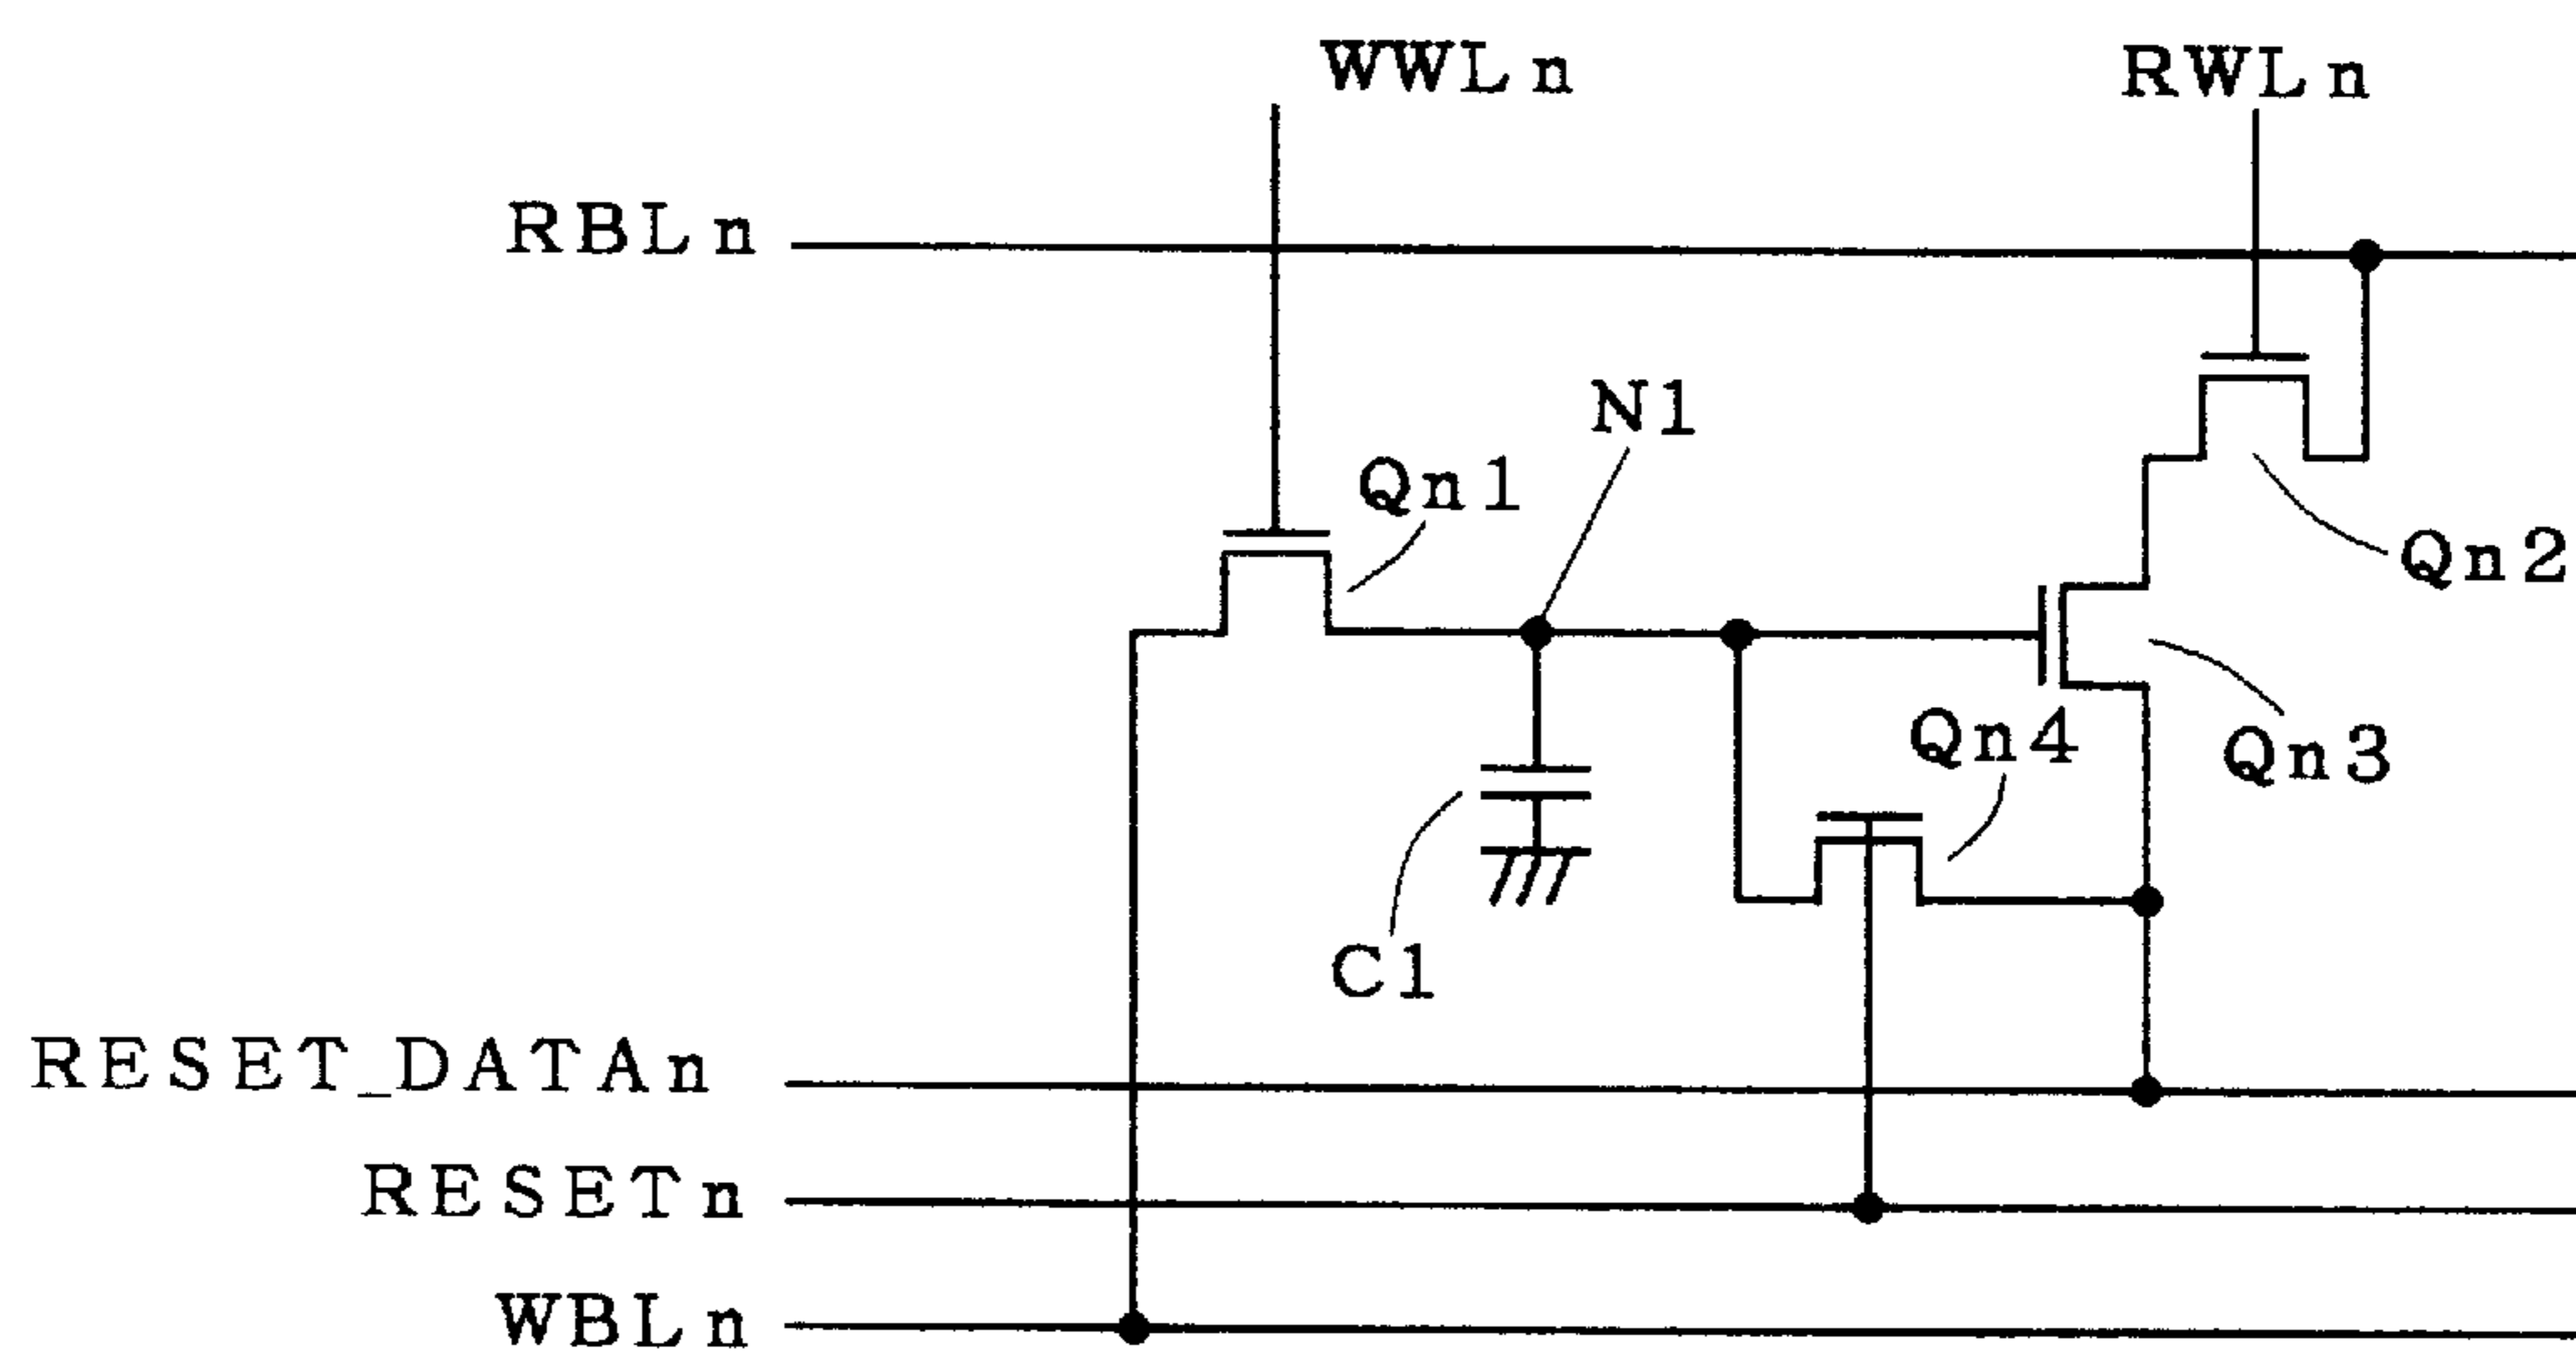 WWLn
RWLn
RBLn
N1
Qn1
Qn2
Qn4
Qn3
C1
RESET_DATAn
RESETn
WBLn